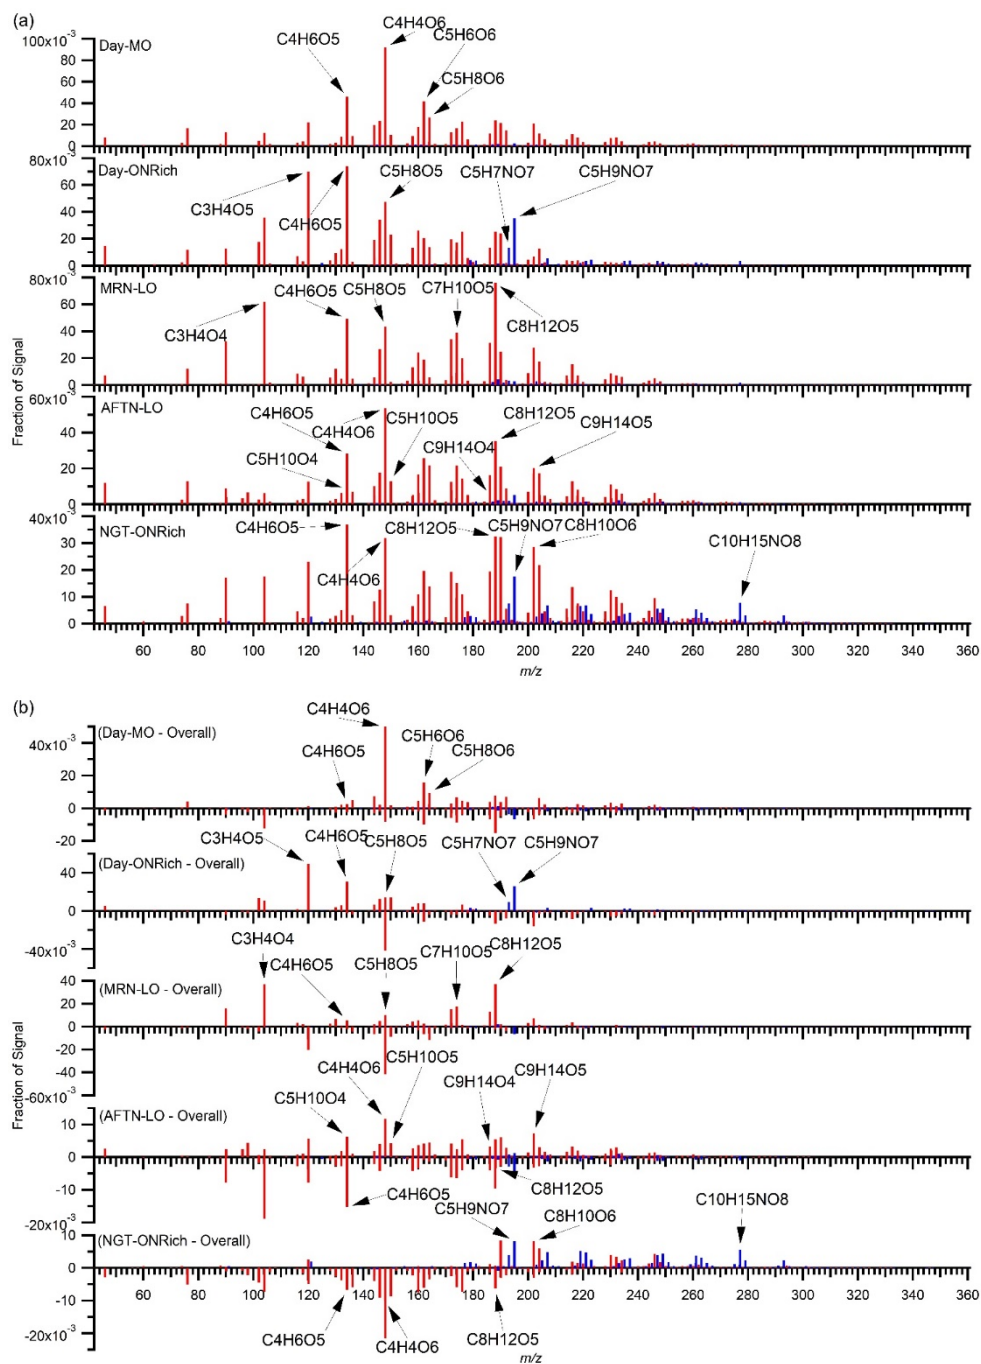 (a)
Day-MO
100x10⁻³
80
60
40
20
0
C4H6O5
C4H4O6
C5H6O6
C5H8O6
Day-ONRich
80x10⁻³
60
40
20
0
C3H4O5
C4H6O5
C5H8O5
C5H7NO7
C5H9NO7
MRN-LO
80x10⁻³
60
40
20
0
C3H4O4
C4H6O5
C5H8O5
C7H10O5
C8H12O5
AFTN-LO
60x10⁻³
40
20
0
C4H6O5
C4H4O6
C5H10O4
C5H10O5
C9H14O4
C8H12O5
C9H14O5
NGT-ONRich
40x10⁻³
30
20
10
0
C4H6O5
C4H4O6
C8H12O5
C5H9NO7
C8H10O6
C10H15NO8
Fraction of Signal
60 80 100 120 140 160 180 200 220 240 260 280 300 320 340 360
m/z
(b)
(Day-MO - Overall)
40x10⁻³
20
0
-20
C4H4O6
C4H6O5
C5H6O6
C5H8O6
(Day-ONRich - Overall)
40
0
-40x10⁻³
C3H4O5
C4H6O5
C5H8O5
C5H7NO7
C5H9NO7
(MRN-LO - Overall)
40
20
0
-20
-40
-60x10⁻³
C3H4O4
C4H6O5
C5H8O5
C7H10O5
C8H12O5
(AFTN-LO - Overall)
10
0
-10
-20x10⁻³
C5H10O4
C4H4O6
C5H10O5
C9H14O4
C9H14O5
C4H6O5
C8H12O5
(NGT-ONRich - Overall)
10
0
-10
-20x10⁻³
C5H9NO7
C8H10O6
C10H15NO8
C4H6O5
C4H4O6
C8H12O5
Fraction of Signal
60 80 100 120 140 160 180 200 220 240 260 280 300 320 340 360
m/z